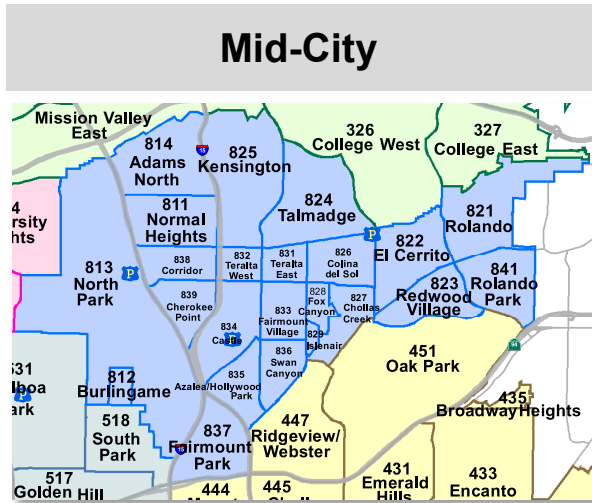 Mid-City
Mission Valley
East
814
Adams
North
15
825
Kensington
326
College West
327
College East
811
Normal
Heights
824
Talmadge
821
Rolando
822
El Cerrito
P
838
Corridor
832
Teralta
West
831
Teralta
East
826
Colina
del Sol
813
North
Park
P
839
Cherokee
Point
834
Castle
833
Fairmount
Village
828
Fox
Canyon
827
Chollas
Creek
823
Redwood
Village
841
Rolando
Park
829
Islenair
836
Swan
Canyon
835
Azalea/Hollywood
Park
451
Oak Park
94
531
Park
P
812
Burlingame
518
South
Park
837
Fairmount
Park
447
Ridgeview/
Webster
435
Broadway Heights
517
Golden Hill
444
445
431
Emerald
Hills
433
Encanto